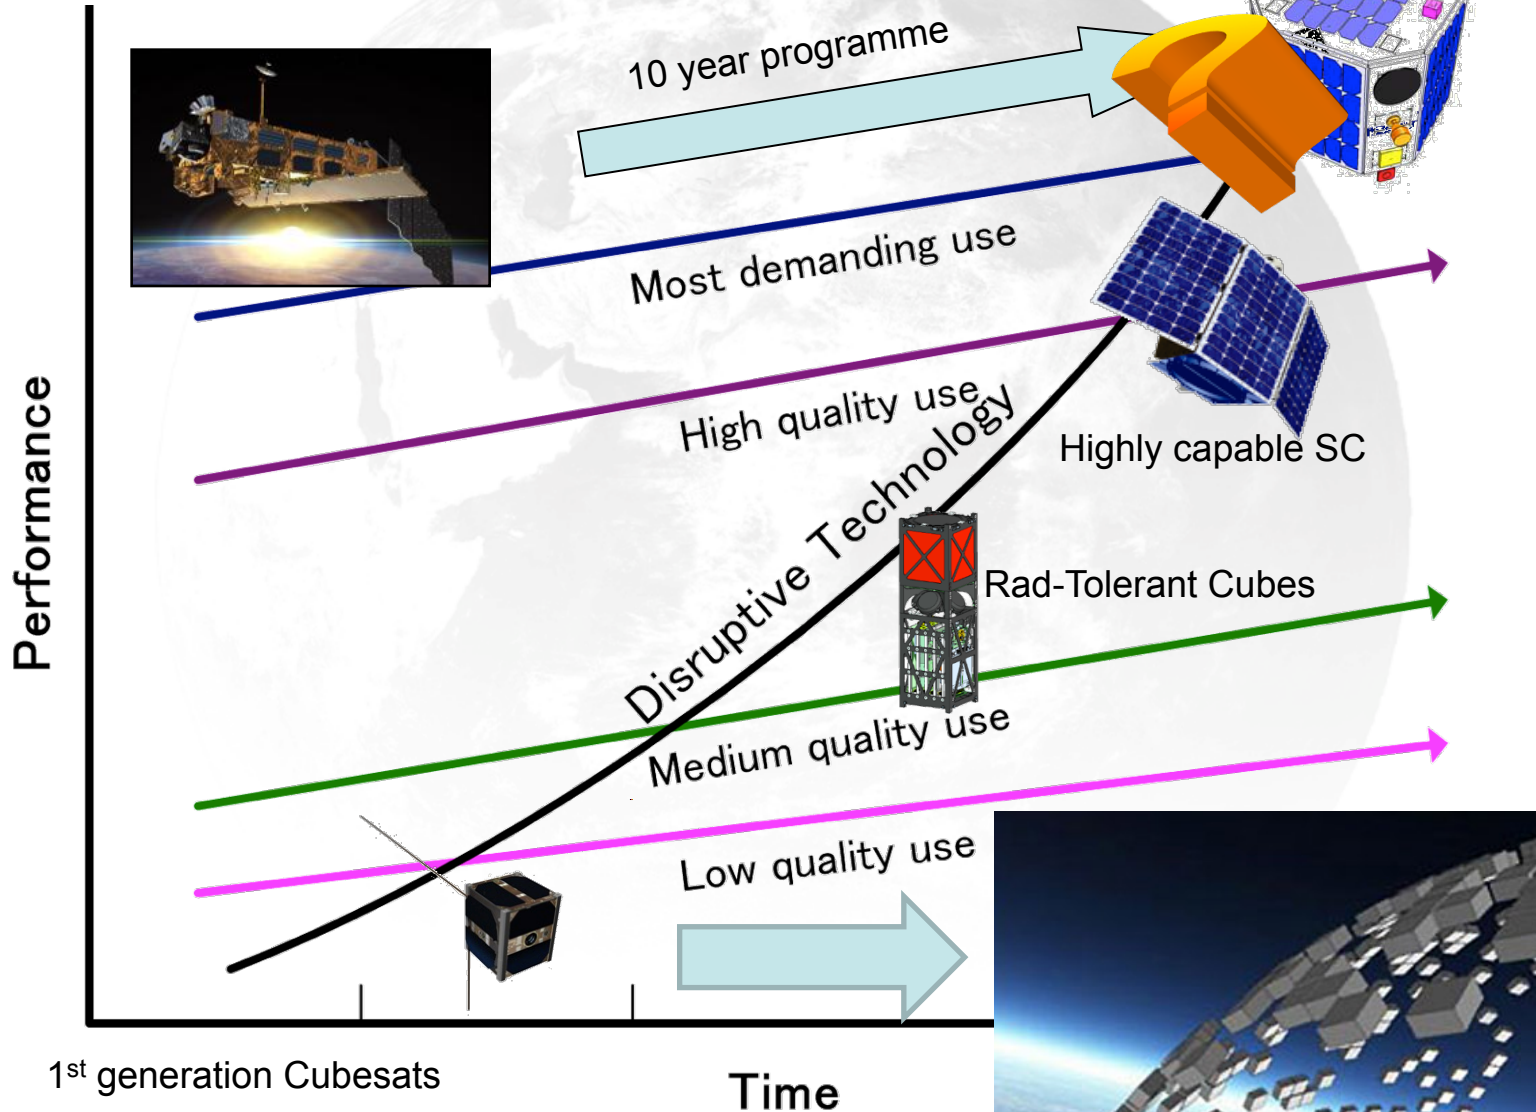 10 year programme
Most demanding use
High quality use
Highly capable SC
Disruptive Technology
Rad-Tolerant Cubes
Medium quality use
Low quality use
Performance
1st generation Cubesats
Time